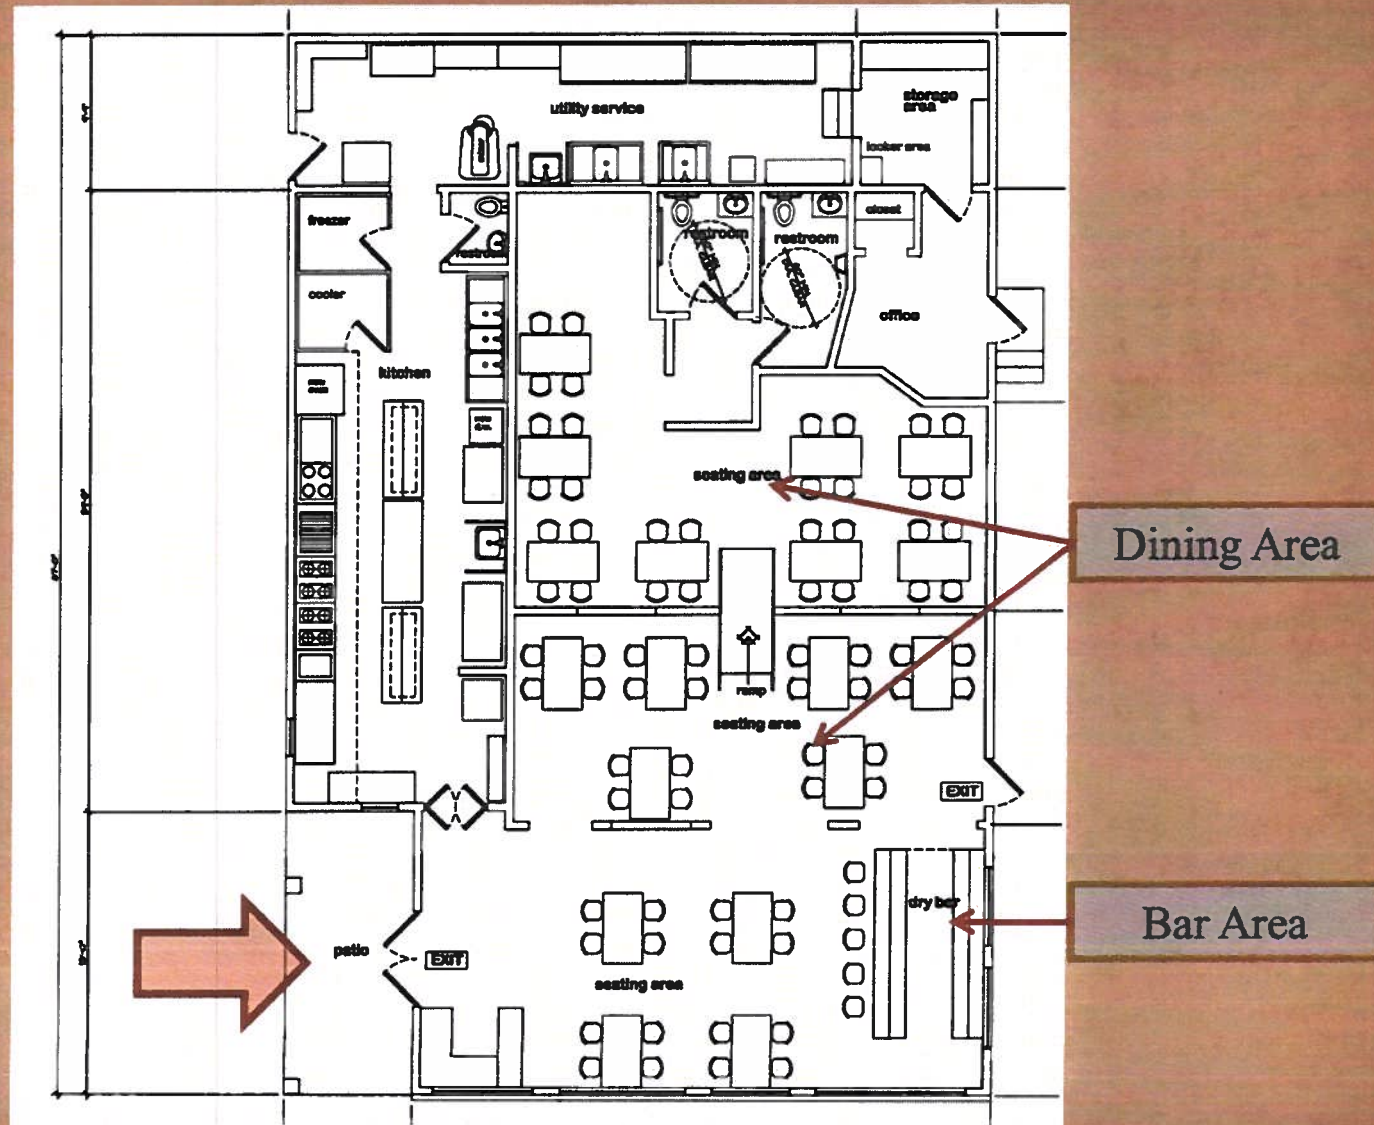 utility service
storage
area
locker area
freezer
restroom
restroom
restroom
closet
cooler
office
kitchen
seating area
Dining Area
ramp
seating area
EXIT
dry bar
Bar Area
patio
EXIT
seating area